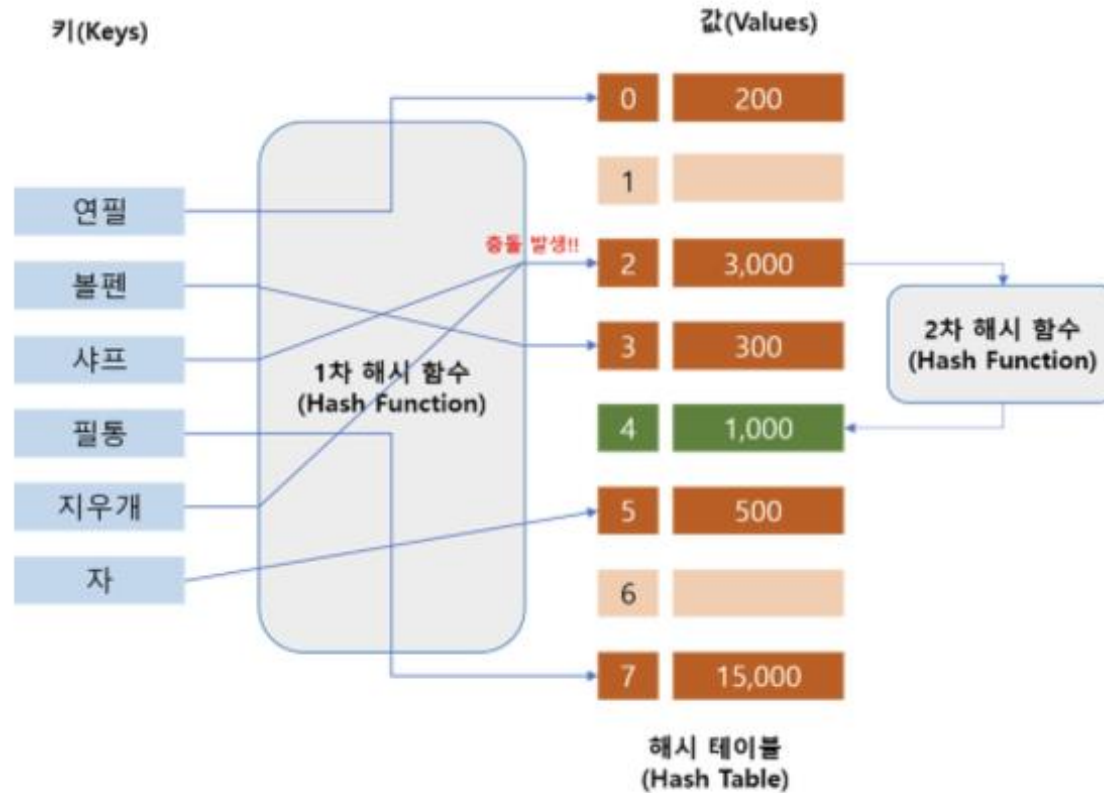 키(Keys)
값(Values)
0 200
1
연필
충돌 발생!!
2 3,000
볼펜
2차 해시 함수
(Hash Function)
3 300
샤프
1차 해시 함수
(Hash Function)
4 1,000
필통
지우개
5 500
자
6
7 15,000
해시 테이블
(Hash Table)